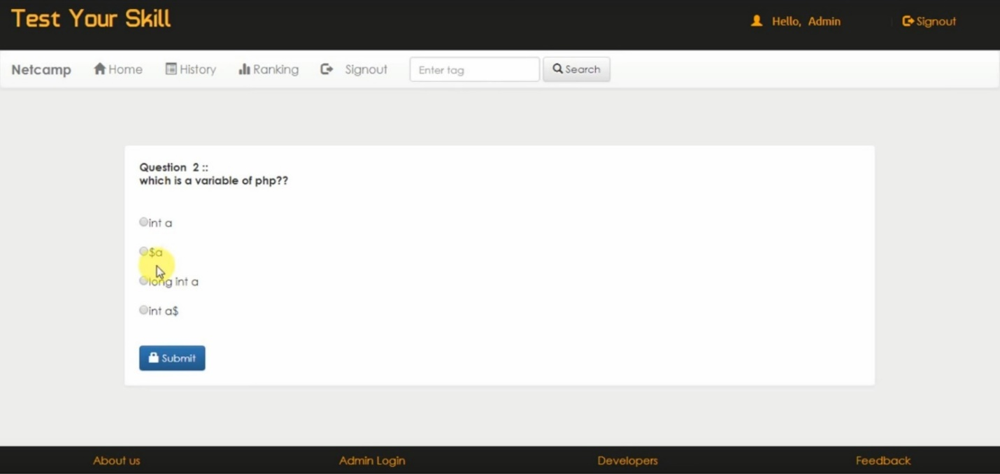 Test Your Skill
Hello, Admin
Signout
Netcamp Home History Ranking Signout Enter tag Search
Question 2 ::
which is a variable of php??
int a
$a
long int a
int a$
Submit
About us Admin Login Developers Feedback